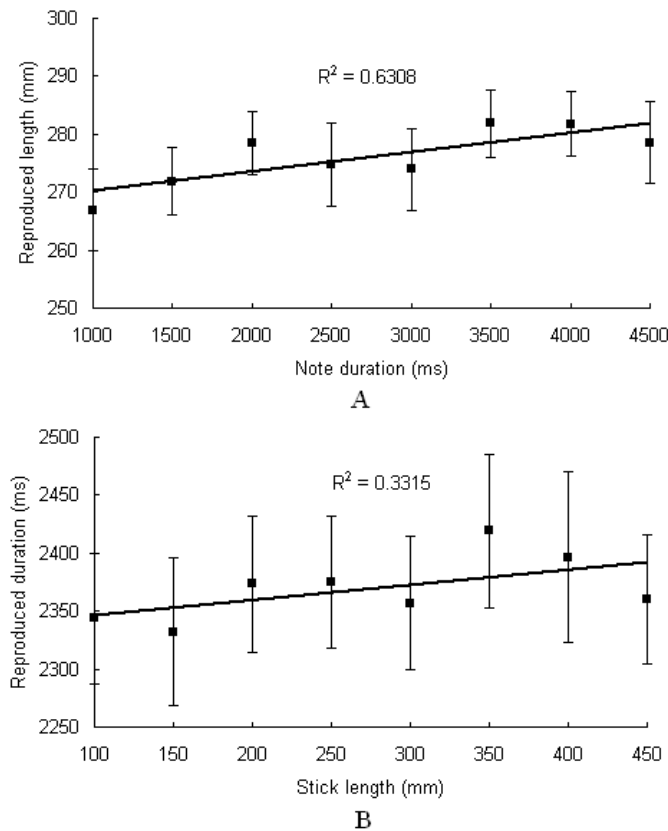 300
290
280
270
260
250
Reproduced length (mm)
R² = 0.6308
1000 1500 2000 2500 3000 3500 4000 4500
Note duration (ms)
A
2500
2450
2400
2350
2300
2250
Reproduced duration (ms)
R² = 0.3315
100 150 200 250 300 350 400 450
Stick length (mm)
B